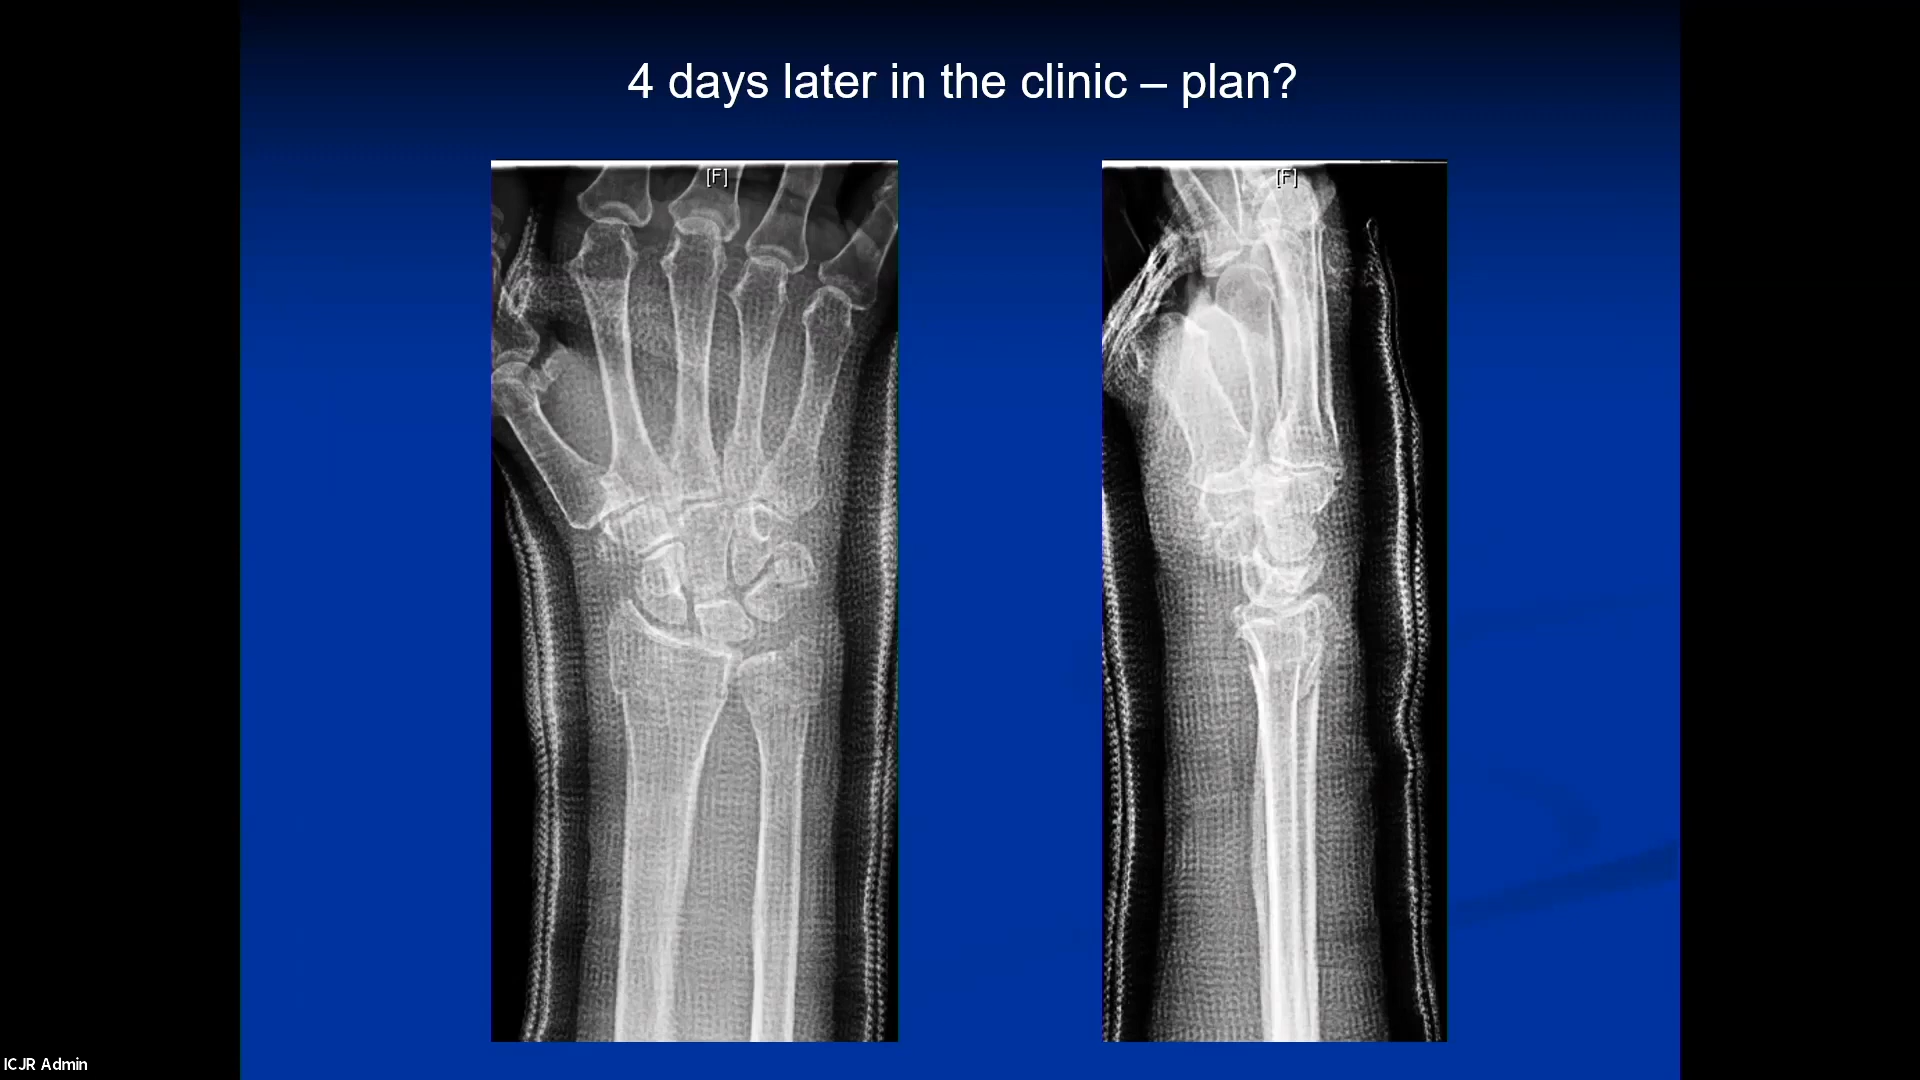 4 days later in the clinic – plan?
[F]
[F]
ICJR Admin